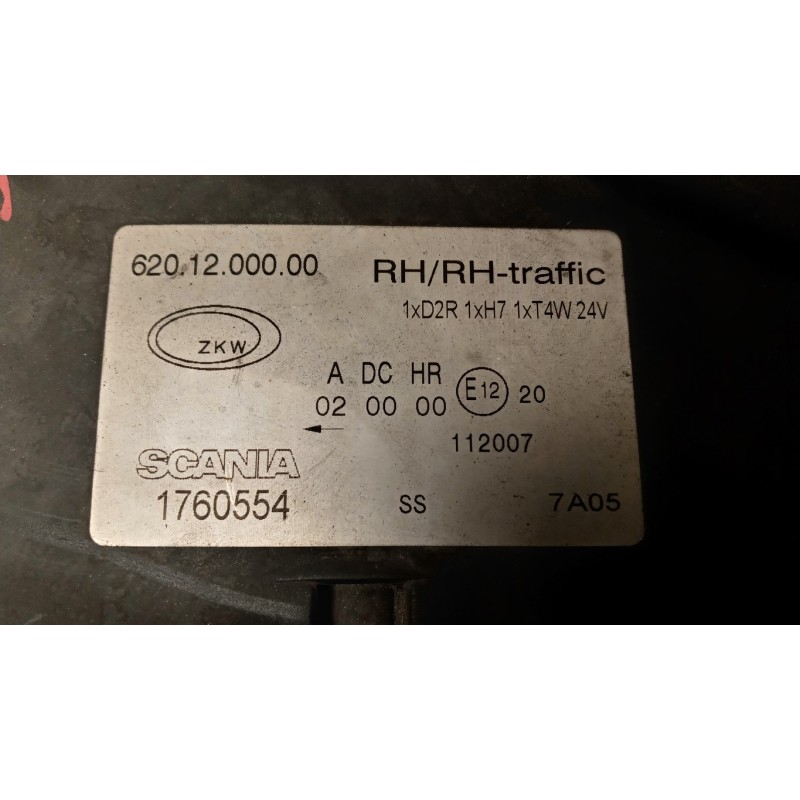 620.12.000.00 RH/RH-traffic
1xD2R 1xH7 1xT4W 24V
ZKW
A DC HR
02 00 00 E12 20
112007
SCANIA
1760554 SS 7A05